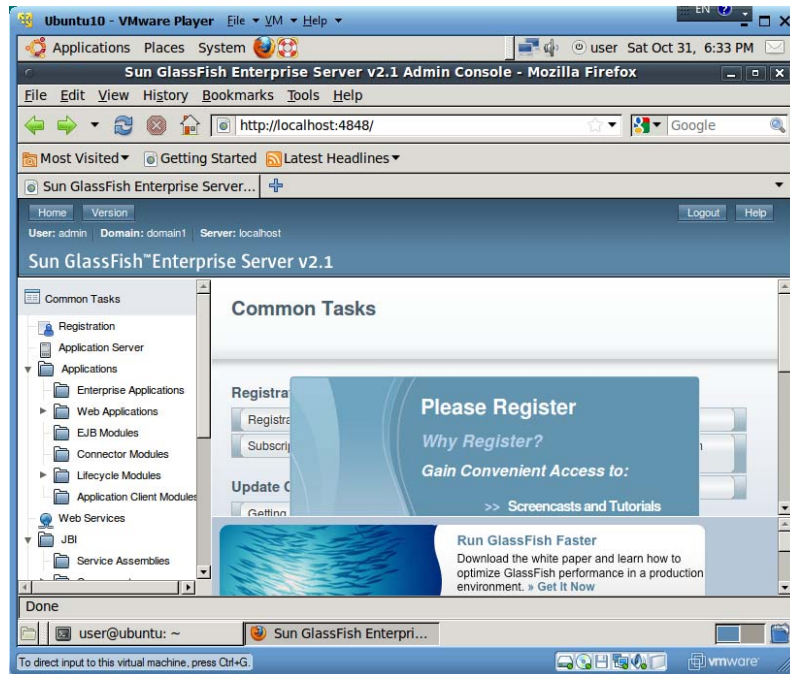 Ubuntu10 - VMware Player File VM Help
EN
Applications Places System user Sat Oct 31, 6:33 PM
Sun GlassFish Enterprise Server v2.1 Admin Console - Mozilla Firefox
File Edit View History Bookmarks Tools Help
http://localhost:4848/ Google
Most Visited Getting Started Latest Headlines
Sun GlassFish Enterprise Server...
Home Version Logout Help
User: admin Domain: domain1 Server: localhost
Sun GlassFish™ Enterprise Server v2.1
Common Tasks
Registration
Application Server
Applications
Enterprise Applications
Web Applications
EJB Modules
Connector Modules
Lifecycle Modules
Application Client Modules
Web Services
JBI
Service Assemblies
Common Tasks
Registra
Registra
Subscrip
Update C
Getting
Please Register
Why Register?
Gain Convenient Access to:
>> Screencasts and Tutorials
Run GlassFish Faster
Download the white paper and learn how to
optimize GlassFish performance in a production
environment. » Get It Now
Done
user@ubuntu: ~ Sun GlassFish Enterpri...
To direct input to this virtual machine, press Ctrl+G. vmware